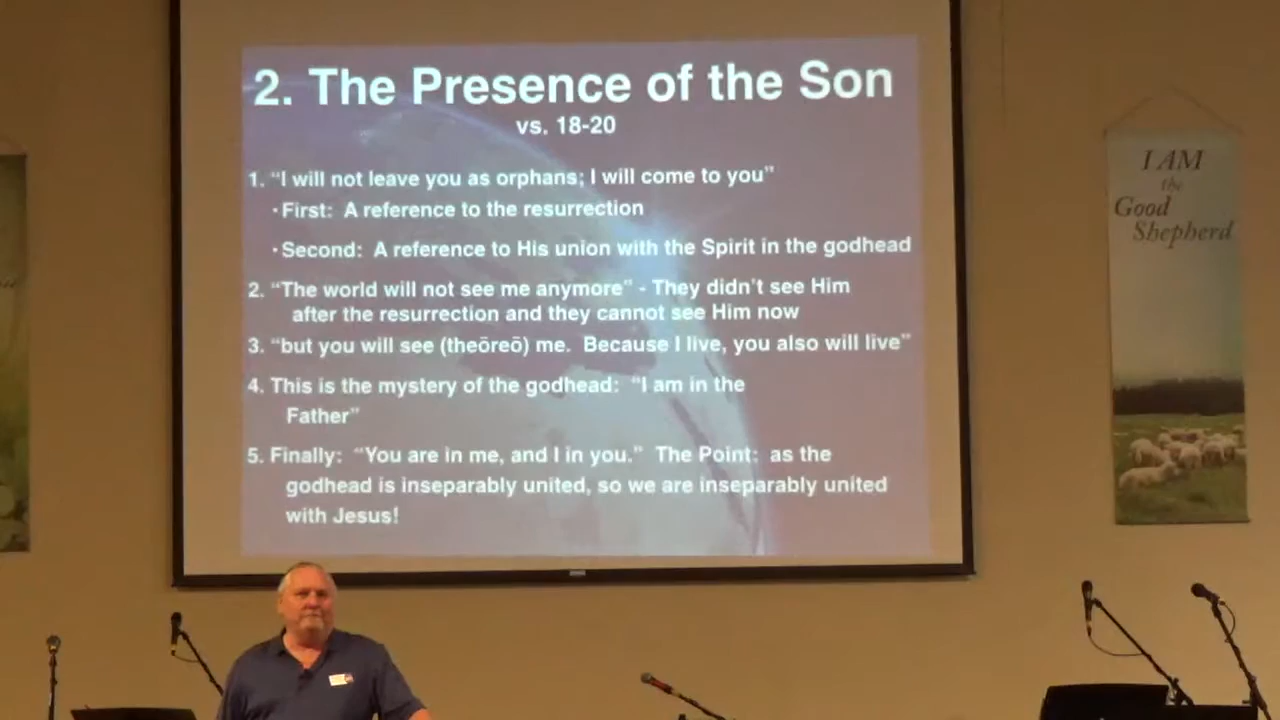 2. The Presence of the Son
vs. 18-20
1. “I will not leave you as orphans; I will come to you”
· First: A reference to the resurrection
· Second: A reference to His union with the Spirit in the godhead
2. “The world will not see me anymore” - They didn’t see Him
after the resurrection and they cannot see Him now
3. “but you will see (theōreō) me. Because I live, you also will live”
4. This is the mystery of the godhead: “I am in the
Father”
5. Finally: “You are in me, and I in you.” The Point: as the
godhead is inseparably united, so we are inseparably united
with Jesus!
I AM
the
Good
Shepherd